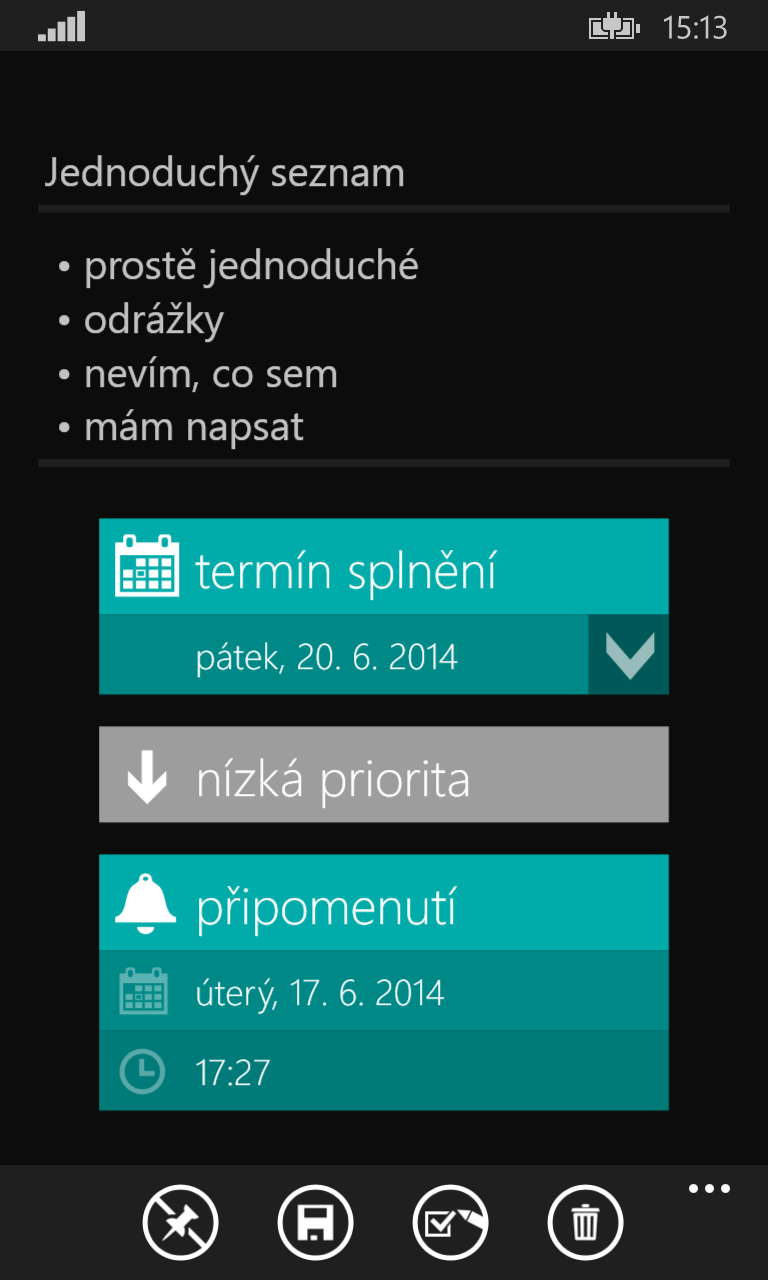 15:13
Jednoduchý seznam
• prostě jednoduché
• odrážky
• nevím, co sem
• mám napsat
termín splnění
pátek, 20. 6. 2014
nízká priorita
připomenutí
úterý, 17. 6. 2014
17:27